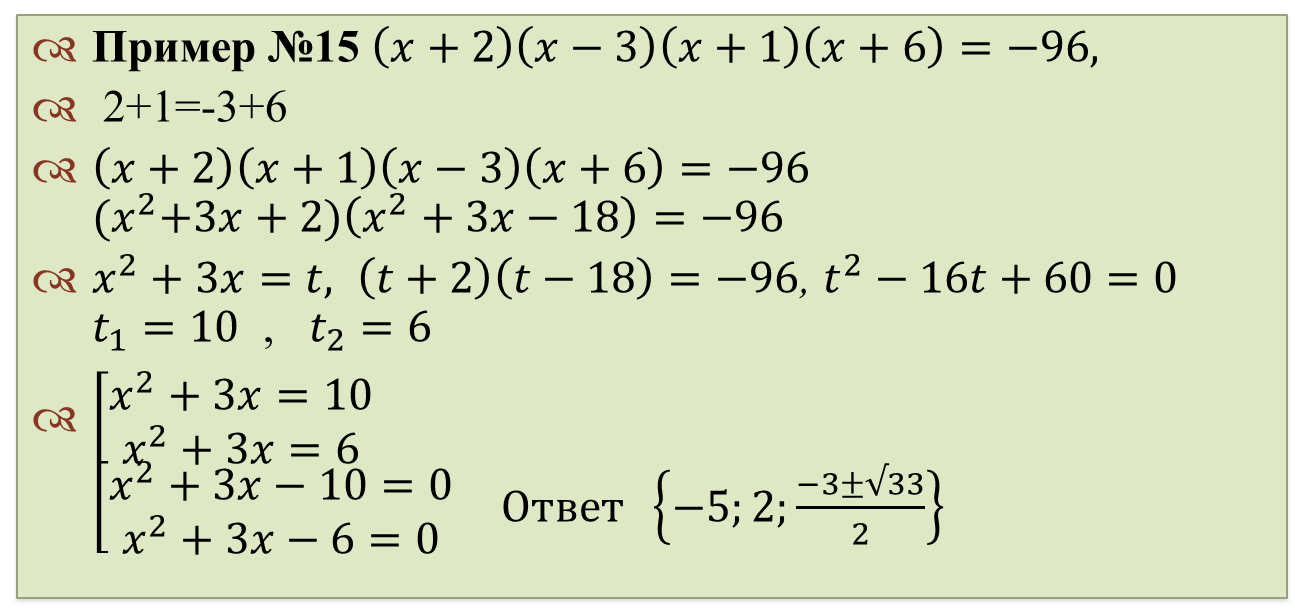 Пример №15 (x + 2)(x − 3)(x + 1)(x + 6) = −96,
2+1=-3+6
(x + 2)(x + 1)(x − 3)(x + 6) = −96
(x²+3x + 2)(x² + 3x − 18) = −96
x² + 3x = t, (t + 2)(t − 18) = −96, t² − 16t + 60 = 0
t₁ = 10 , t₂ = 6
[x² + 3x = 10
x² + 3x = 6
[x² + 3x − 10 = 0
x² + 3x − 6 = 0 Ответ {−5; 2; (−3±√33)/2}